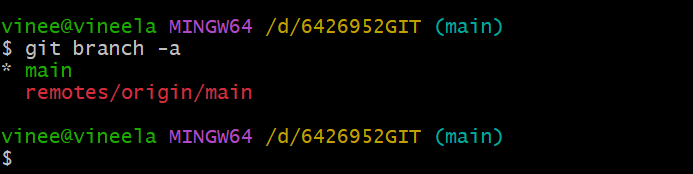 vinee@vineela MINGW64 /d/6426952GIT (main)
$ git branch -a
* main
  remotes/origin/main
vinee@vineela MINGW64 /d/6426952GIT (main)
$